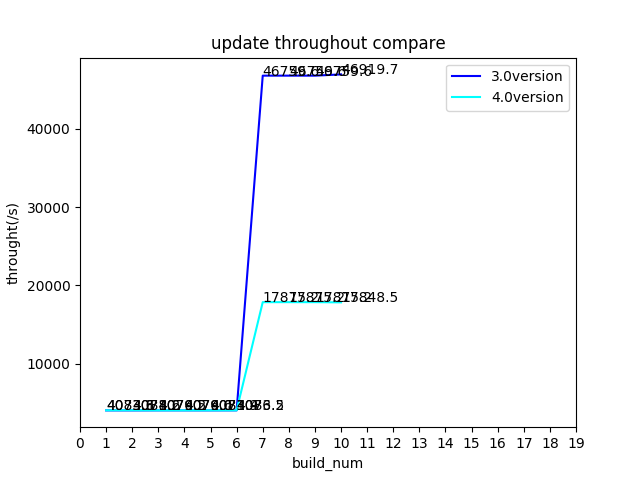 update throughout compare
46919.7
3.0version
4.0version
40000
throught(/s)
30000
20000
17848.5
10000
0 1 2 3 4 5 6 7 8 9 10 11 12 13 14 15 16 17 18 19
build_num